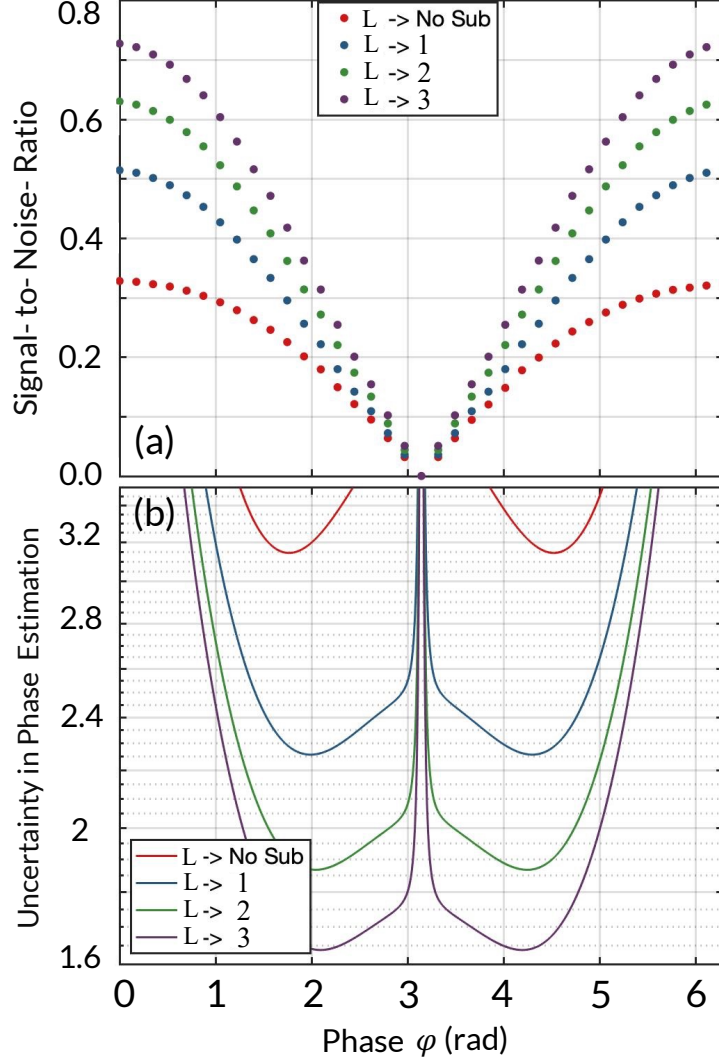 0.8
0.6
0.4
0.2
0.0
Signal- to- Noise- Ratio
L -> No Sub
L -> 1
L -> 2
L -> 3
(a)
(b)
3.2
2.8
2.4
2
1.6
Uncertainty in Phase Estimation
L -> No Sub
L -> 1
L -> 2
L -> 3
0 1 2 3 4 5 6
Phase φ (rad)